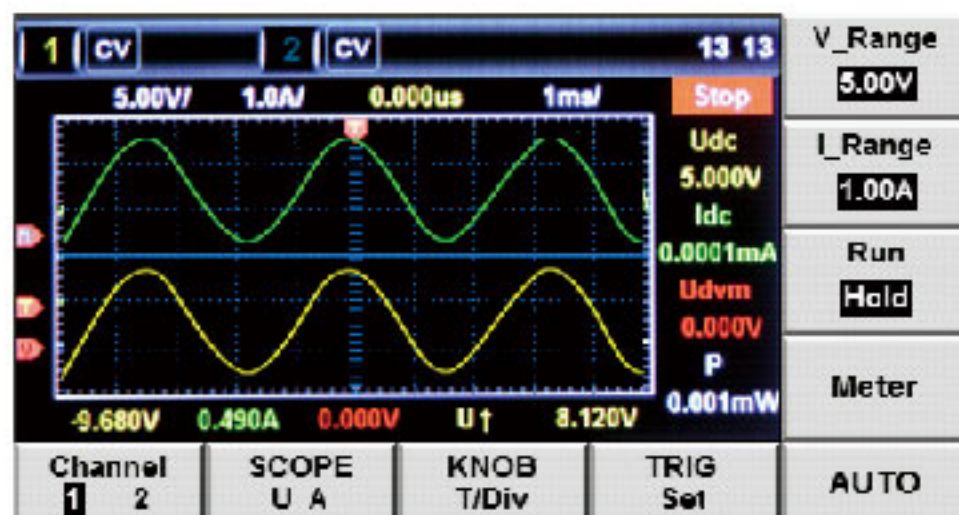 1 CV 2 CV 13 13
5.00V/ 1.0A/ 0.000us 1ms/ Stop
Udc
5.000V
Idc
0.0001mA
Udvm
0.000V
P
0.001mW
-9.680V 0.490A 0.000V U↑ 8.120V
V_Range
5.00V
I_Range
1.00A
Run
Hold
Meter
Channel
1 2
SCOPE
U A
KNOB
T/Div
TRIG
Set
AUTO